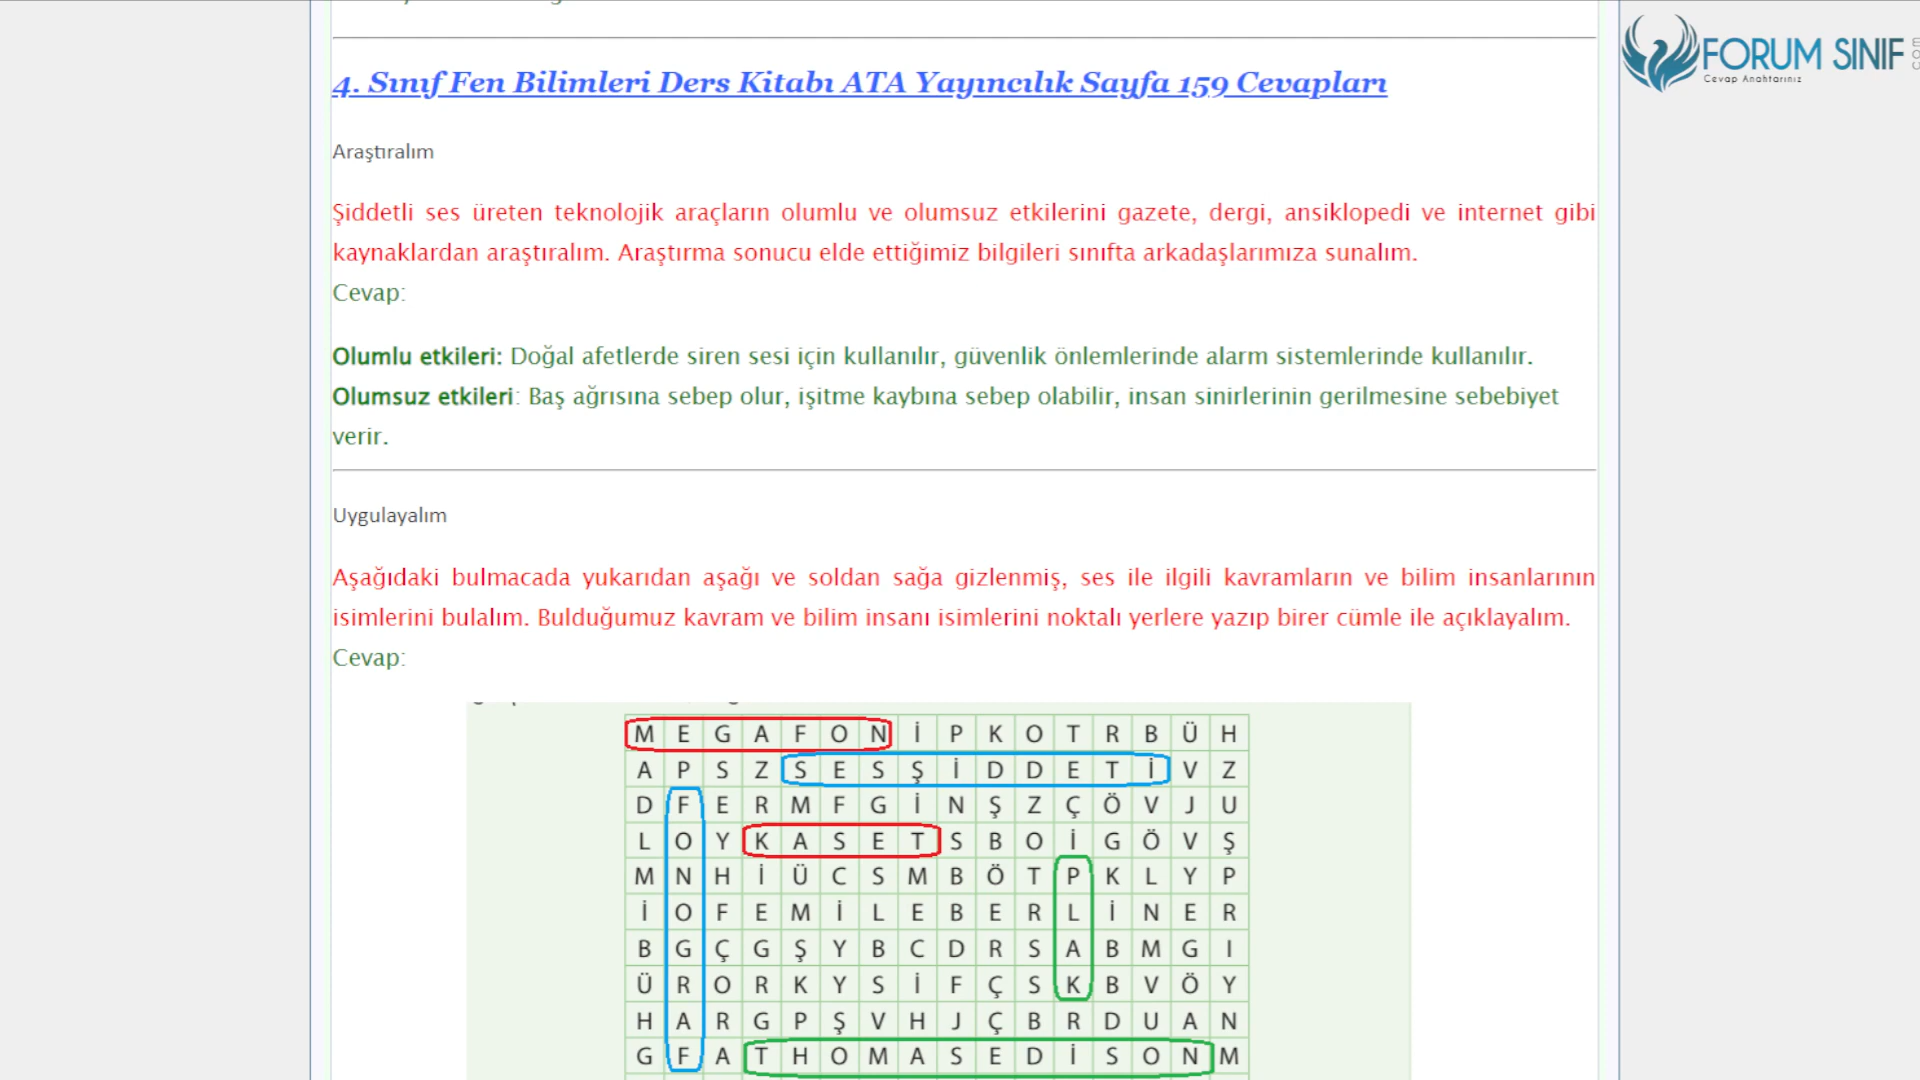 FORUM SINIF
Cevap Anahtarınız
4. Sınıf Fen Bilimleri Ders Kitabı ATA Yayıncılık Sayfa 159 Cevapları
Araştıralım
Şiddetli ses üreten teknolojik araçların olumlu ve olumsuz etkilerini gazete, dergi, ansiklopedi ve internet gibi
kaynaklardan araştıralım. Araştırma sonucu elde ettiğimiz bilgileri sınıfta arkadaşlarımıza sunalım.
Cevap:
Olumlu etkileri: Doğal afetlerde siren sesi için kullanılır, güvenlik önlemlerinde alarm sistemlerinde kullanılır.
Olumsuz etkileri: Baş ağrısına sebep olur, işitme kaybına sebep olabilir, insan sinirlerinin gerilmesine sebebiyet
verir.
Uygulayalım
Aşağıdaki bulmacada yukarıdan aşağı ve soldan sağa gizlenmiş, ses ile ilgili kavramların ve bilim insanlarının
isimlerini bulalım. Bulduğumuz kavram ve bilim insanı isimlerini noktalı yerlere yazıp birer cümle ile açıklayalım.
Cevap:
M E G A F O N İ P K O T R B Ü H
A P S Z S E S Ş İ D D E T İ V Z
D F E R M F G İ N Ş Z Ç Ö V J U
L O Y K A S E T S B O İ G Ö V Ş
M N H İ Ü C S M B Ö T P K L Y P
İ O F E M İ L E B E R L İ N E R
B G Ç G Ş Y B C D R S A B M G I
Ü R O R K Y S İ F Ç S K B V Ö Y
H A R G P Ş V H J Ç B R D U A N
G F A T H O M A S E D İ S O N M